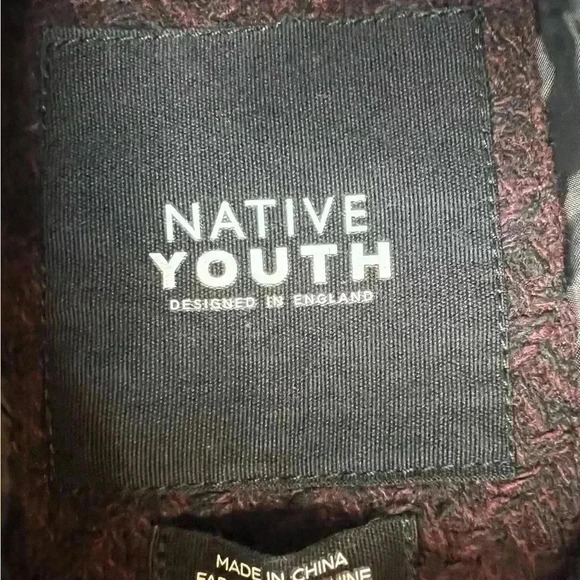 NATIVE
YOUTH
DESIGNED IN ENGLAND
MADE IN CHINA